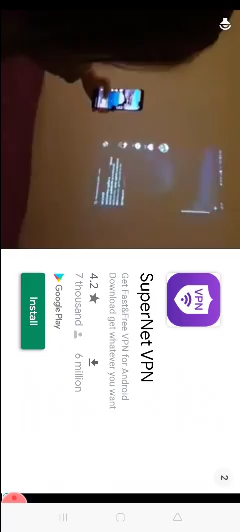 VPN
SuperNet VPN
Get Fast&Free VPN for Android
Download get whatever you want
4.2
7 thousand
6 million
Google Play
Install
2